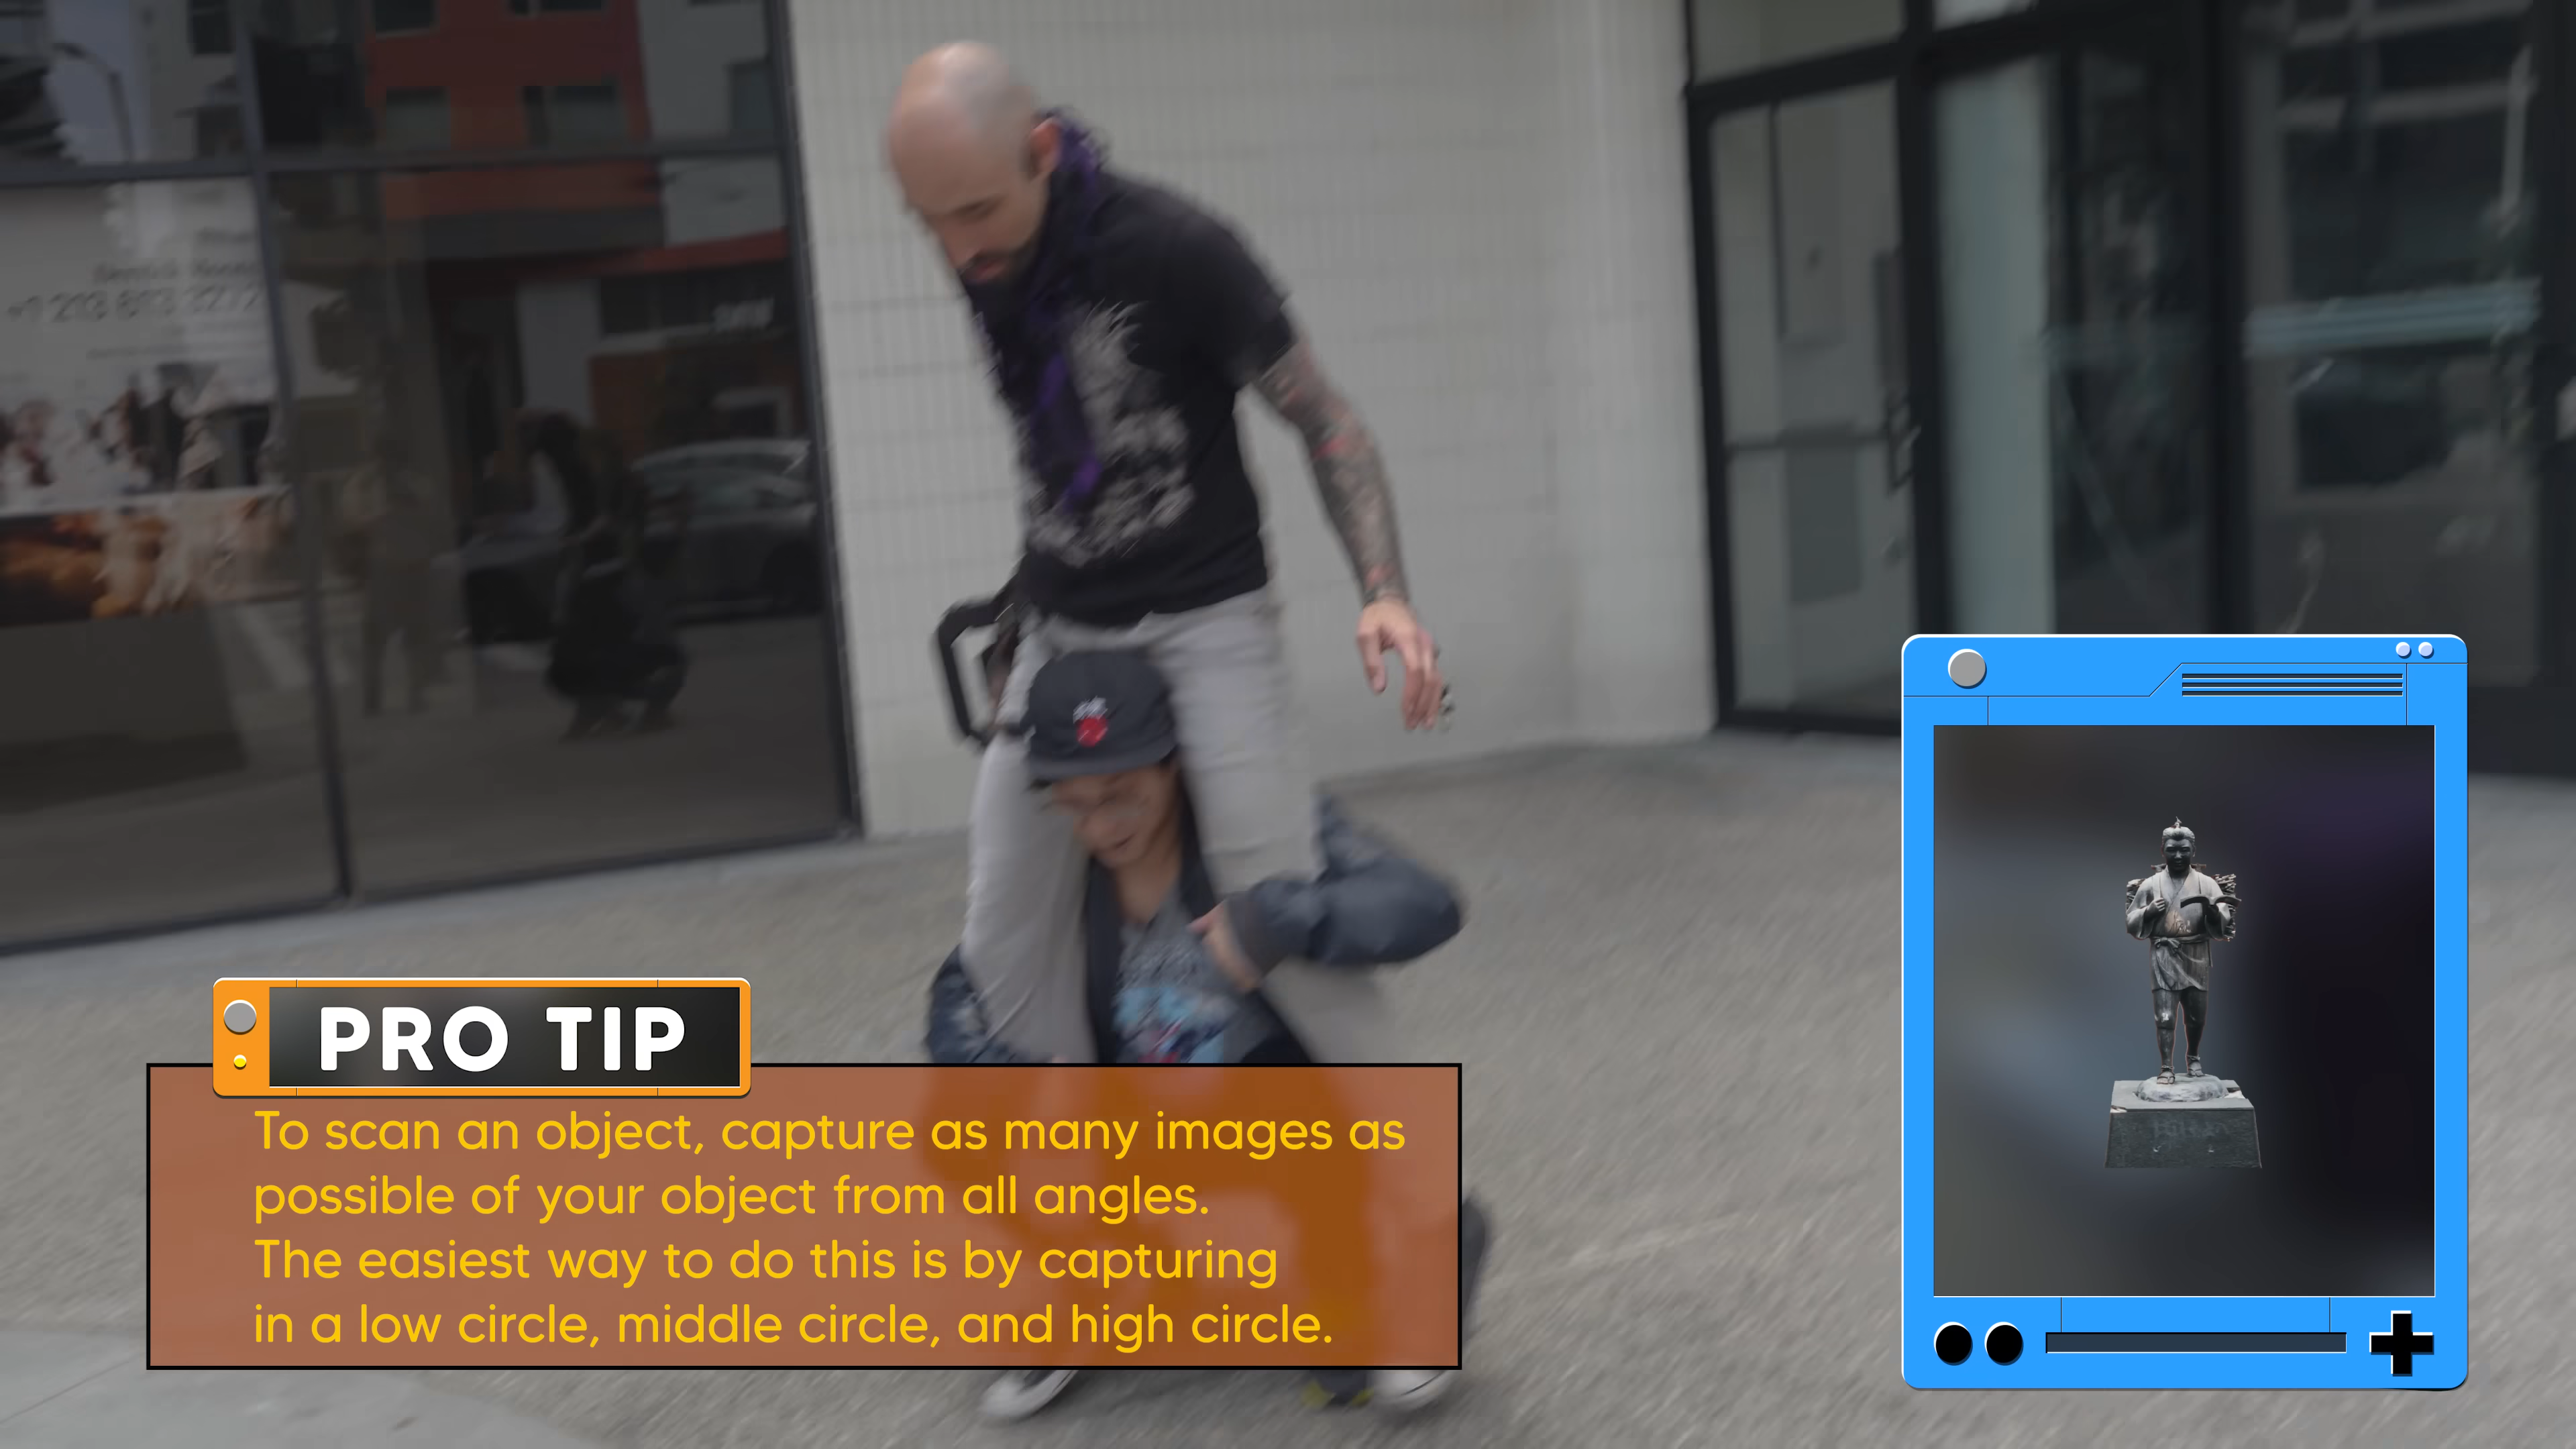 PRO TIP
To scan an object, capture as many images as
possible of your object from all angles.
The easiest way to do this is by capturing
in a low circle, middle circle, and high circle.